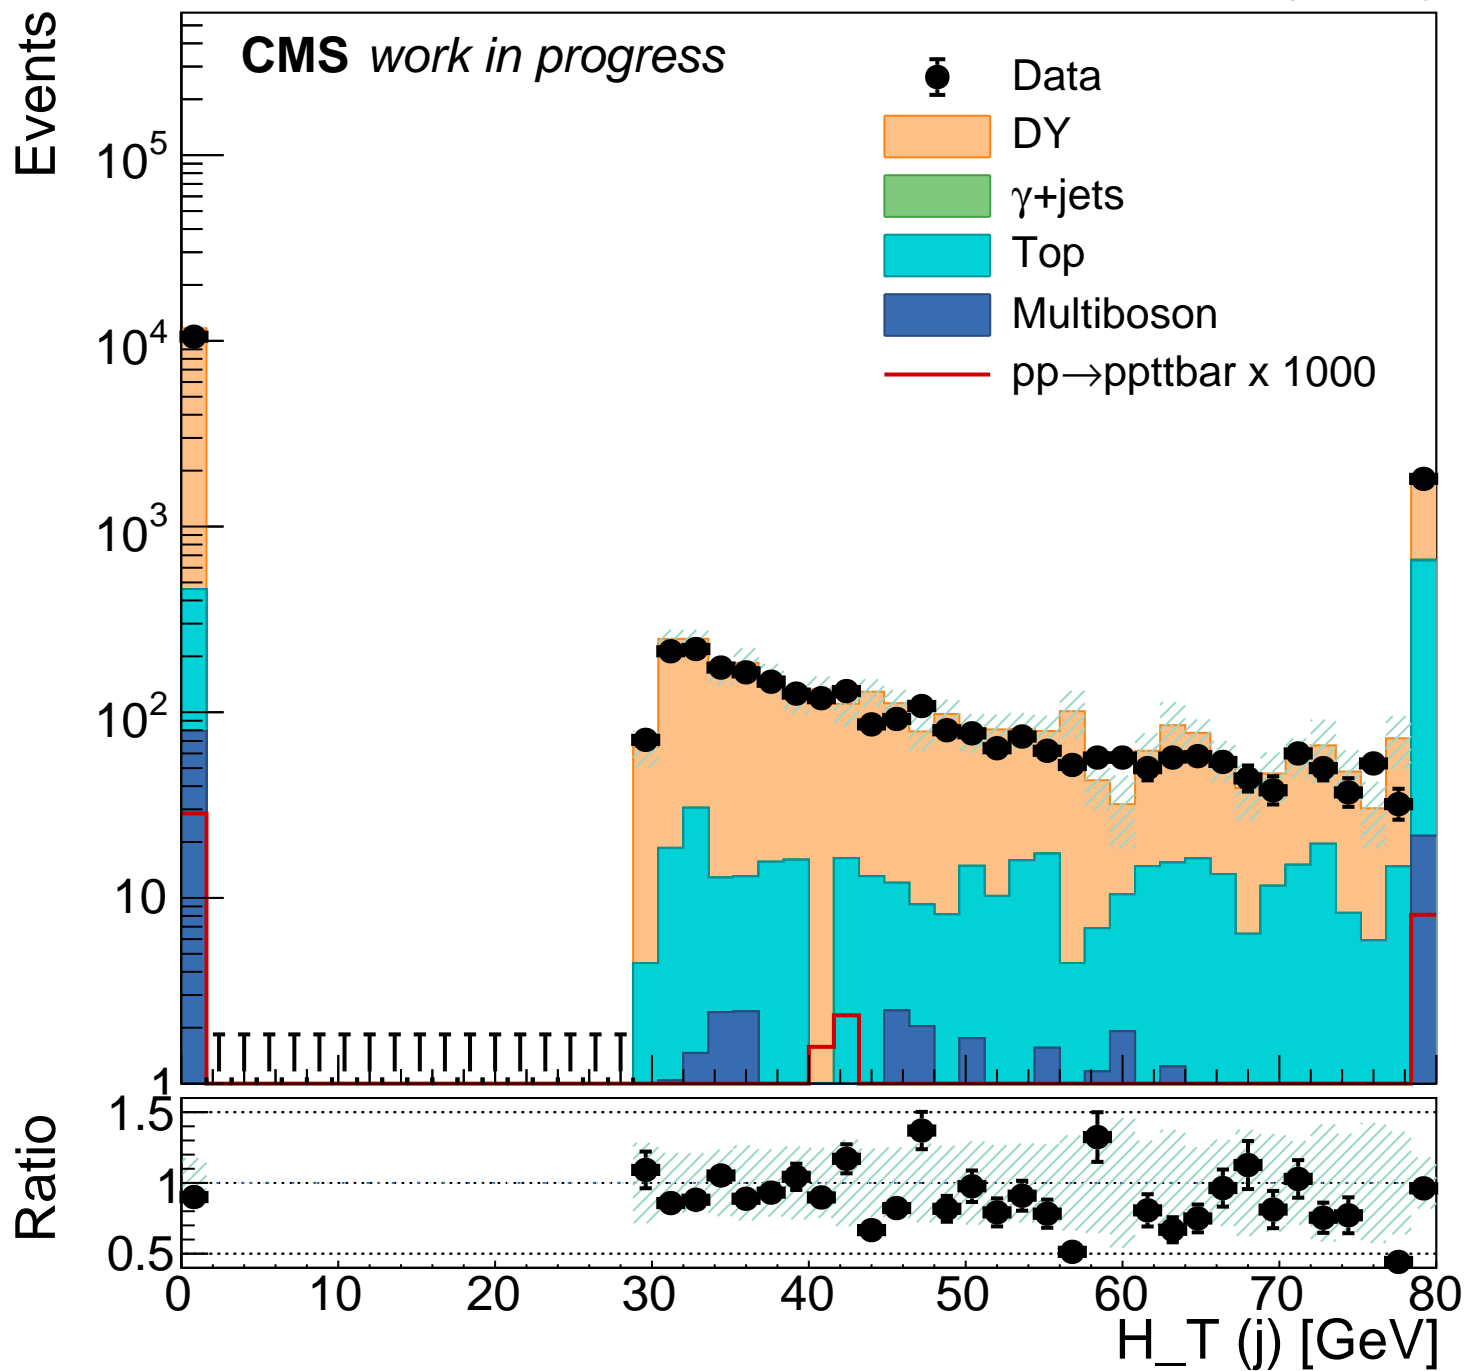 CMS work in progress
Events
Data
DY
γ+jets
Top
Multiboson
pp→ppttbar x 1000
10^5
10^4
10^3
10^2
10
1
Ratio
1.5
1
0.5
0 10 20 30 40 50 60 70 80
H_T (j) [GeV]